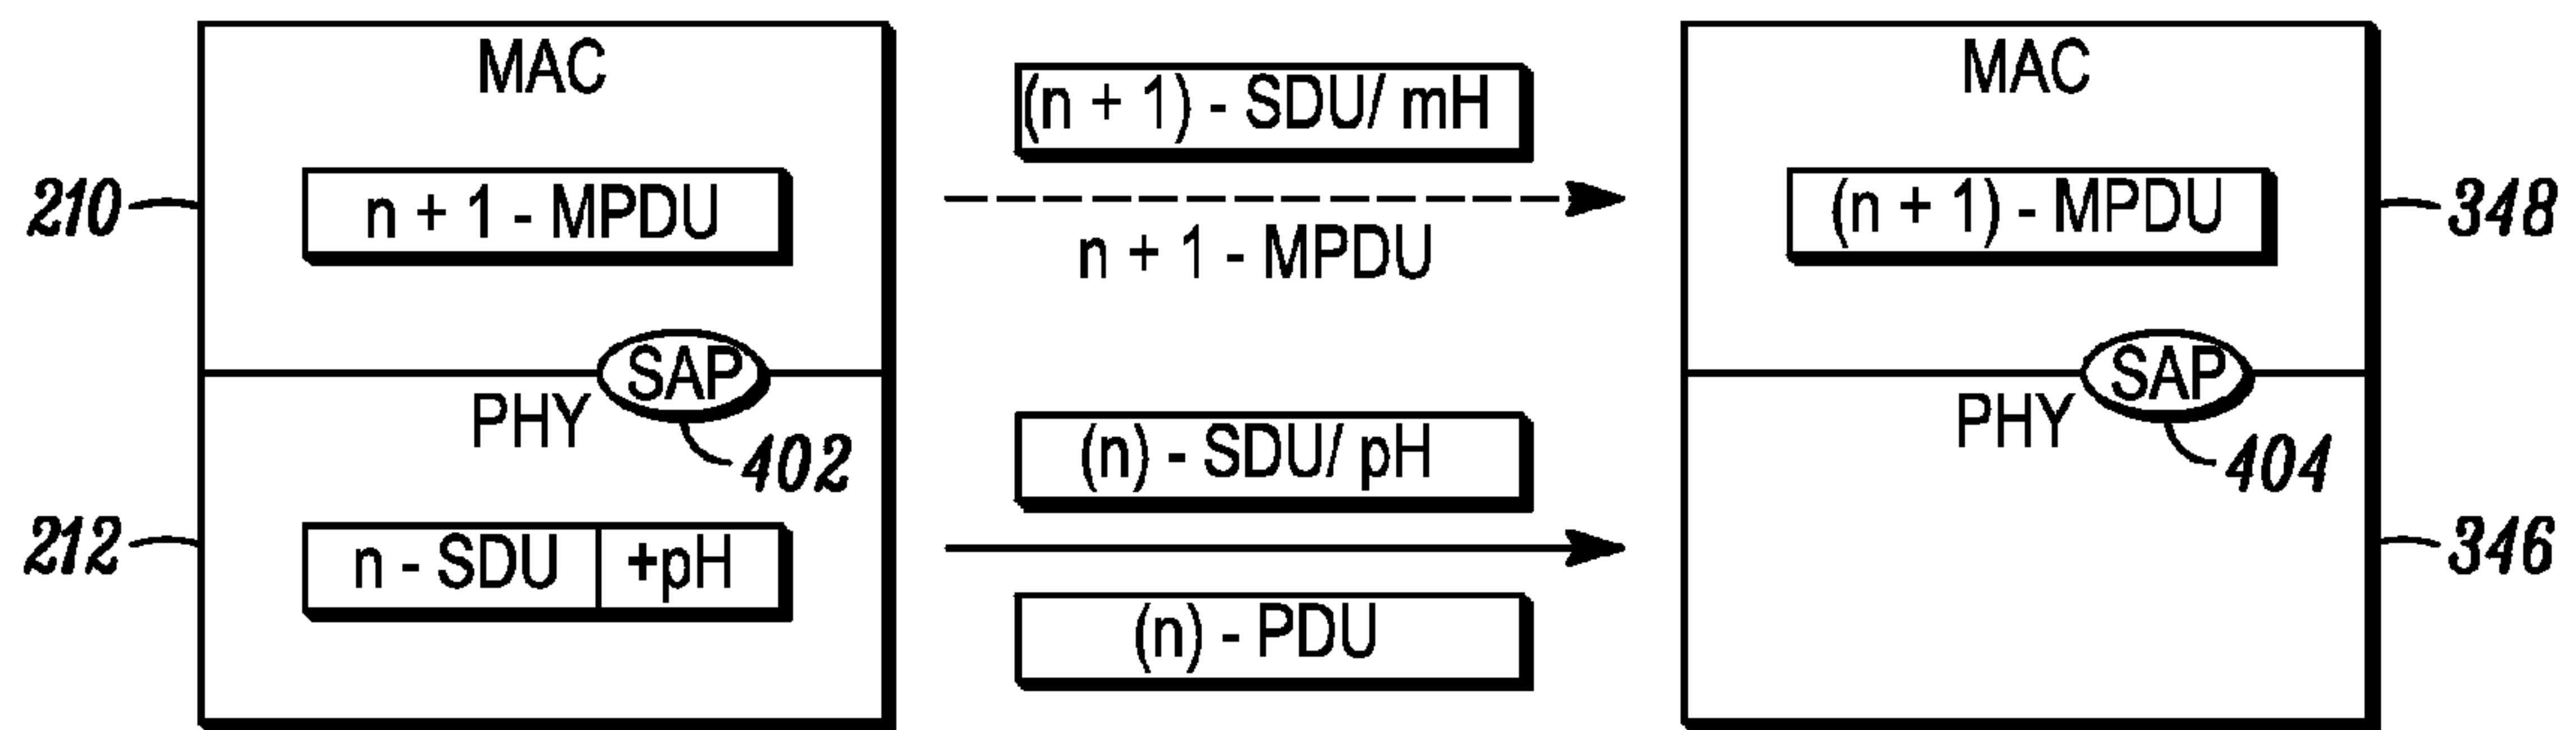 MAC
210
n + 1 - MPDU
SAP
PHY
402
212
n - SDU
+pH
(n + 1) - SDU/ mH
n + 1 - MPDU
(n) - SDU/ pH
(n) - PDU
MAC
(n + 1) - MPDU
348
SAP
PHY
404
346